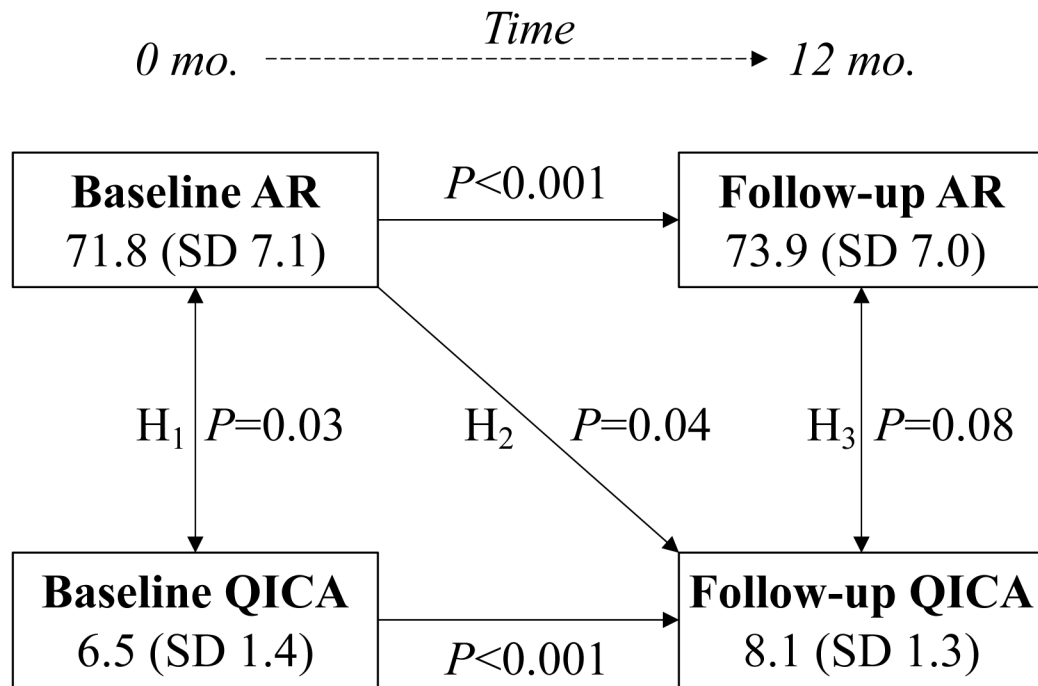 Time
0 mo. 12 mo.
Baseline AR
71.8 (SD 7.1)
P<0.001
Follow-up AR
73.9 (SD 7.0)
H₁ P=0.03
H₂ P=0.04
H₃ P=0.08
Baseline QICA
6.5 (SD 1.4)
P<0.001
Follow-up QICA
8.1 (SD 1.3)